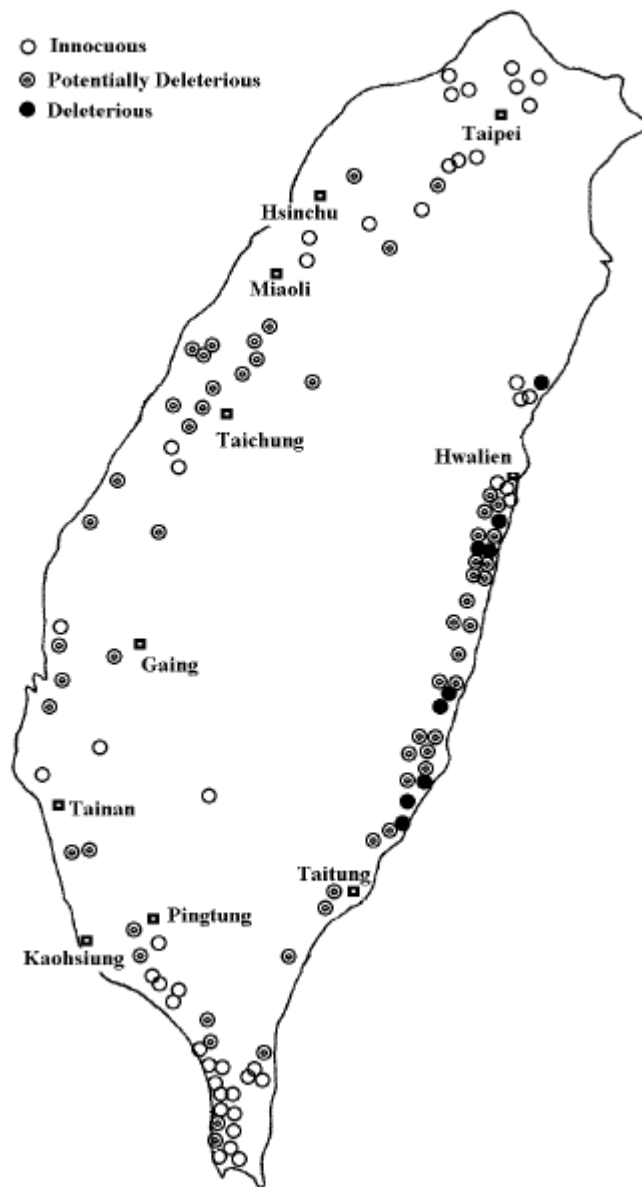 Innocuous
Potentially Deleterious
Deleterious
Taipei
Hsinchu
Miaoli
Taichung
Hwalien
Gaing
Tainan
Taitung
Pingtung
Kaohsiung